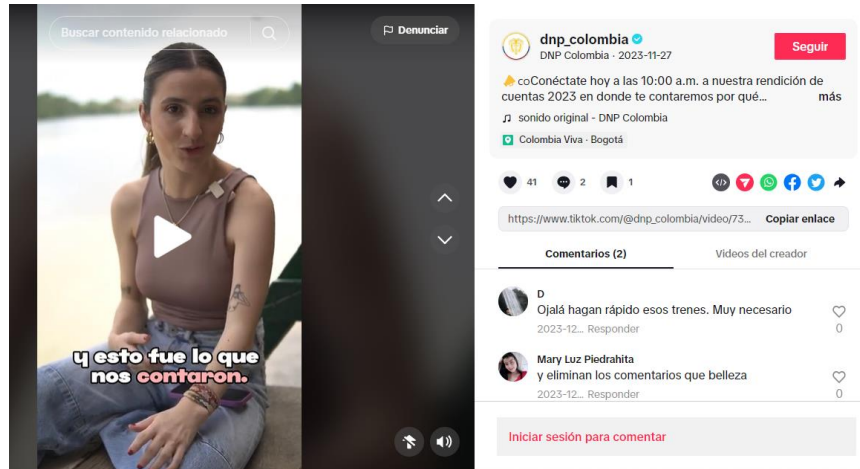 Buscar contenido relacionado
Denunciar
y esto fue lo que
nos contaron.
dnp_colombia
DNP Colombia · 2023-11-27
Seguir
coConéctate hoy a las 10:00 a.m. a nuestra rendición de
cuentas 2023 en donde te contaremos por qué... más
sonido original - DNP Colombia
Colombia Viva · Bogotá
41 2 1
https://www.tiktok.com/@dnp_colombia/video/73... Copiar enlace
Comentarios (2) Videos del creador
D
Ojalá hagan rápido esos trenes. Muy necesario
2023-12... Responder 0
Mary Luz Piedrahita
y eliminan los comentarios que belleza
2023-12... Responder 0
Iniciar sesión para comentar